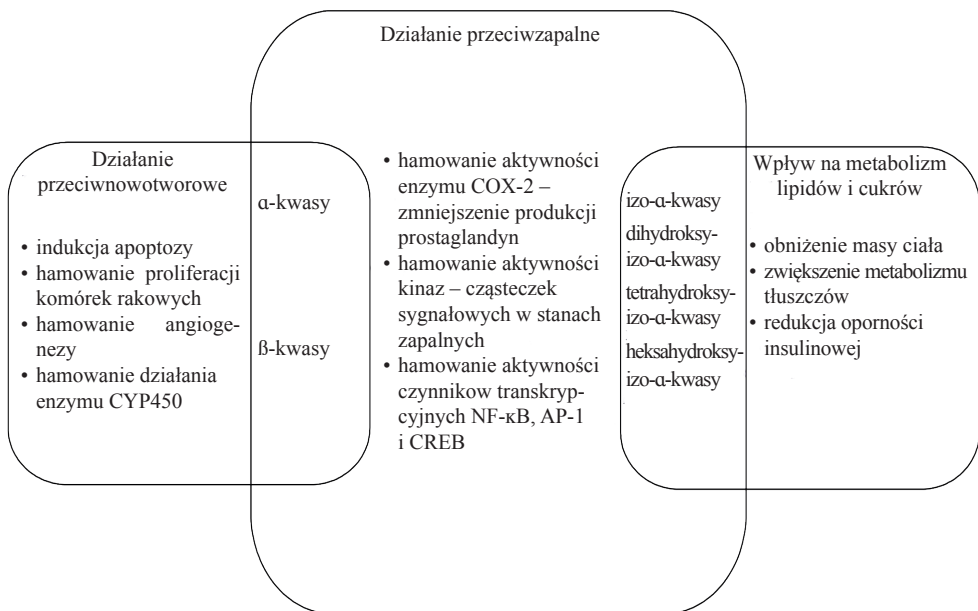 Działanie przeciwzapalne
Działanie
przeciwnowotworowe
• indukcja apoptozy
• hamowanie proliferacji
komórek rakowych
• hamowanie angioge-
nezy
• hamowanie działania
enzymu CYP450
α-kwasy
ß-kwasy
• hamowanie aktywności
enzymu COX-2 –
zmniejszenie produkcji
prostaglandyn
• hamowanie aktywności
kinaz – cząsteczek
sygnałowych w stanach
zapalnych
• hamowanie aktywności
czynnikow transkryp-
cyjnych NF-κB, AP-1
i CREB
izo-α-kwasy
dihydroksy-
izo-α-kwasy
tetrahydroksy-
izo-α-kwasy
heksahydroksy-
izo-α-kwasy
Wpływ na metabolizm
lipidów i cukrów
• obniżenie masy ciała
• zwiększenie metabolizmu
tłuszczów
• redukcja oporności
insulinowej